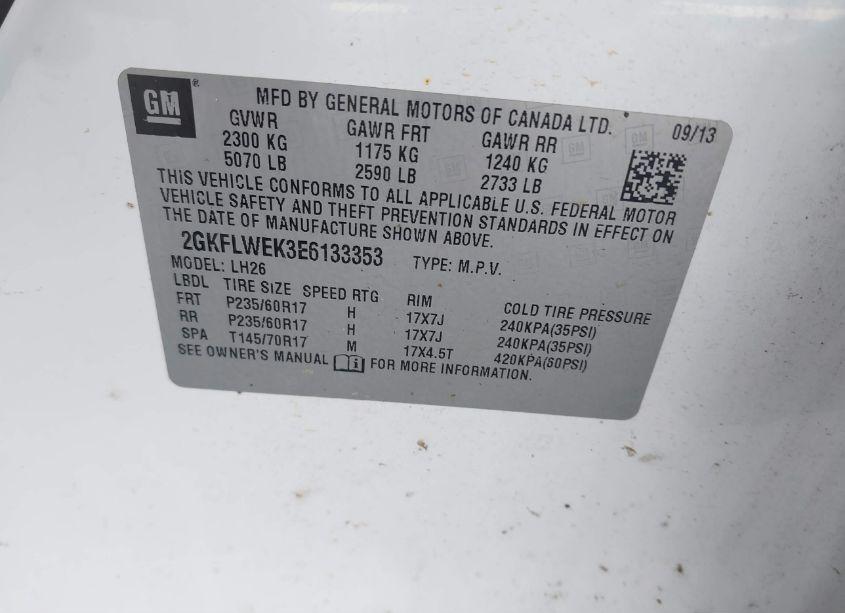 GM®
MFD BY GENERAL MOTORS OF CANADA LTD. 09/13
GVWR GAWR FRT GAWR RR
2300 KG 1175 KG 1240 KG
5070 LB 2590 LB 2733 LB
THIS VEHICLE CONFORMS TO ALL APPLICABLE U.S. FEDERAL MOTOR
VEHICLE SAFETY AND THEFT PREVENTION STANDARDS IN EFFECT ON
THE DATE OF MANUFACTURE SHOWN ABOVE.
2GKFLWEK3E6133353 TYPE: M.P.V.
MODEL: LH26
LBDL TIRE SIZE SPEED RTG RIM COLD TIRE PRESSURE
FRT P235/60R17 H 17X7J 240KPA(35PSI)
RR P235/60R17 H 17X7J 240KPA(35PSI)
SPA T145/70R17 M 17X4.5T 420KPA(60PSI)
SEE OWNER'S MANUAL i FOR MORE INFORMATION.